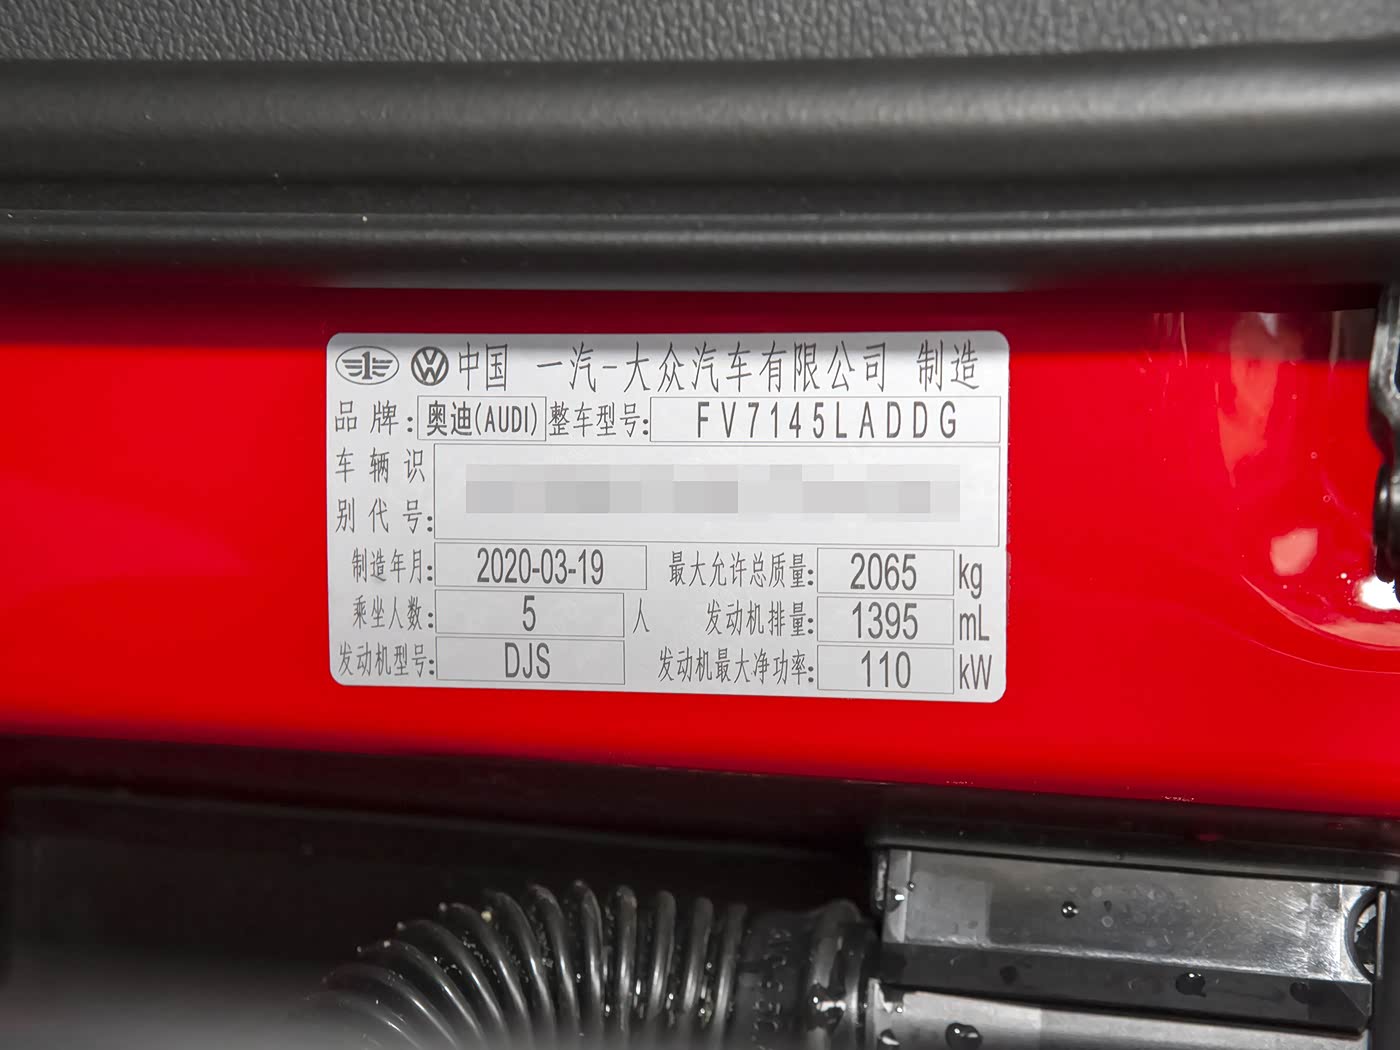 中国 一汽-大众汽车有限公司 制造
品牌: 奥迪(AUDI) 整车型号: FV7145LADDG
车辆识
别代号:
制造年月: 2020-03-19 最大允许总质量: 2065 kg
乘坐人数: 5 人 发动机排量: 1395 mL
发动机型号: DJS 发动机最大净功率: 110 kW